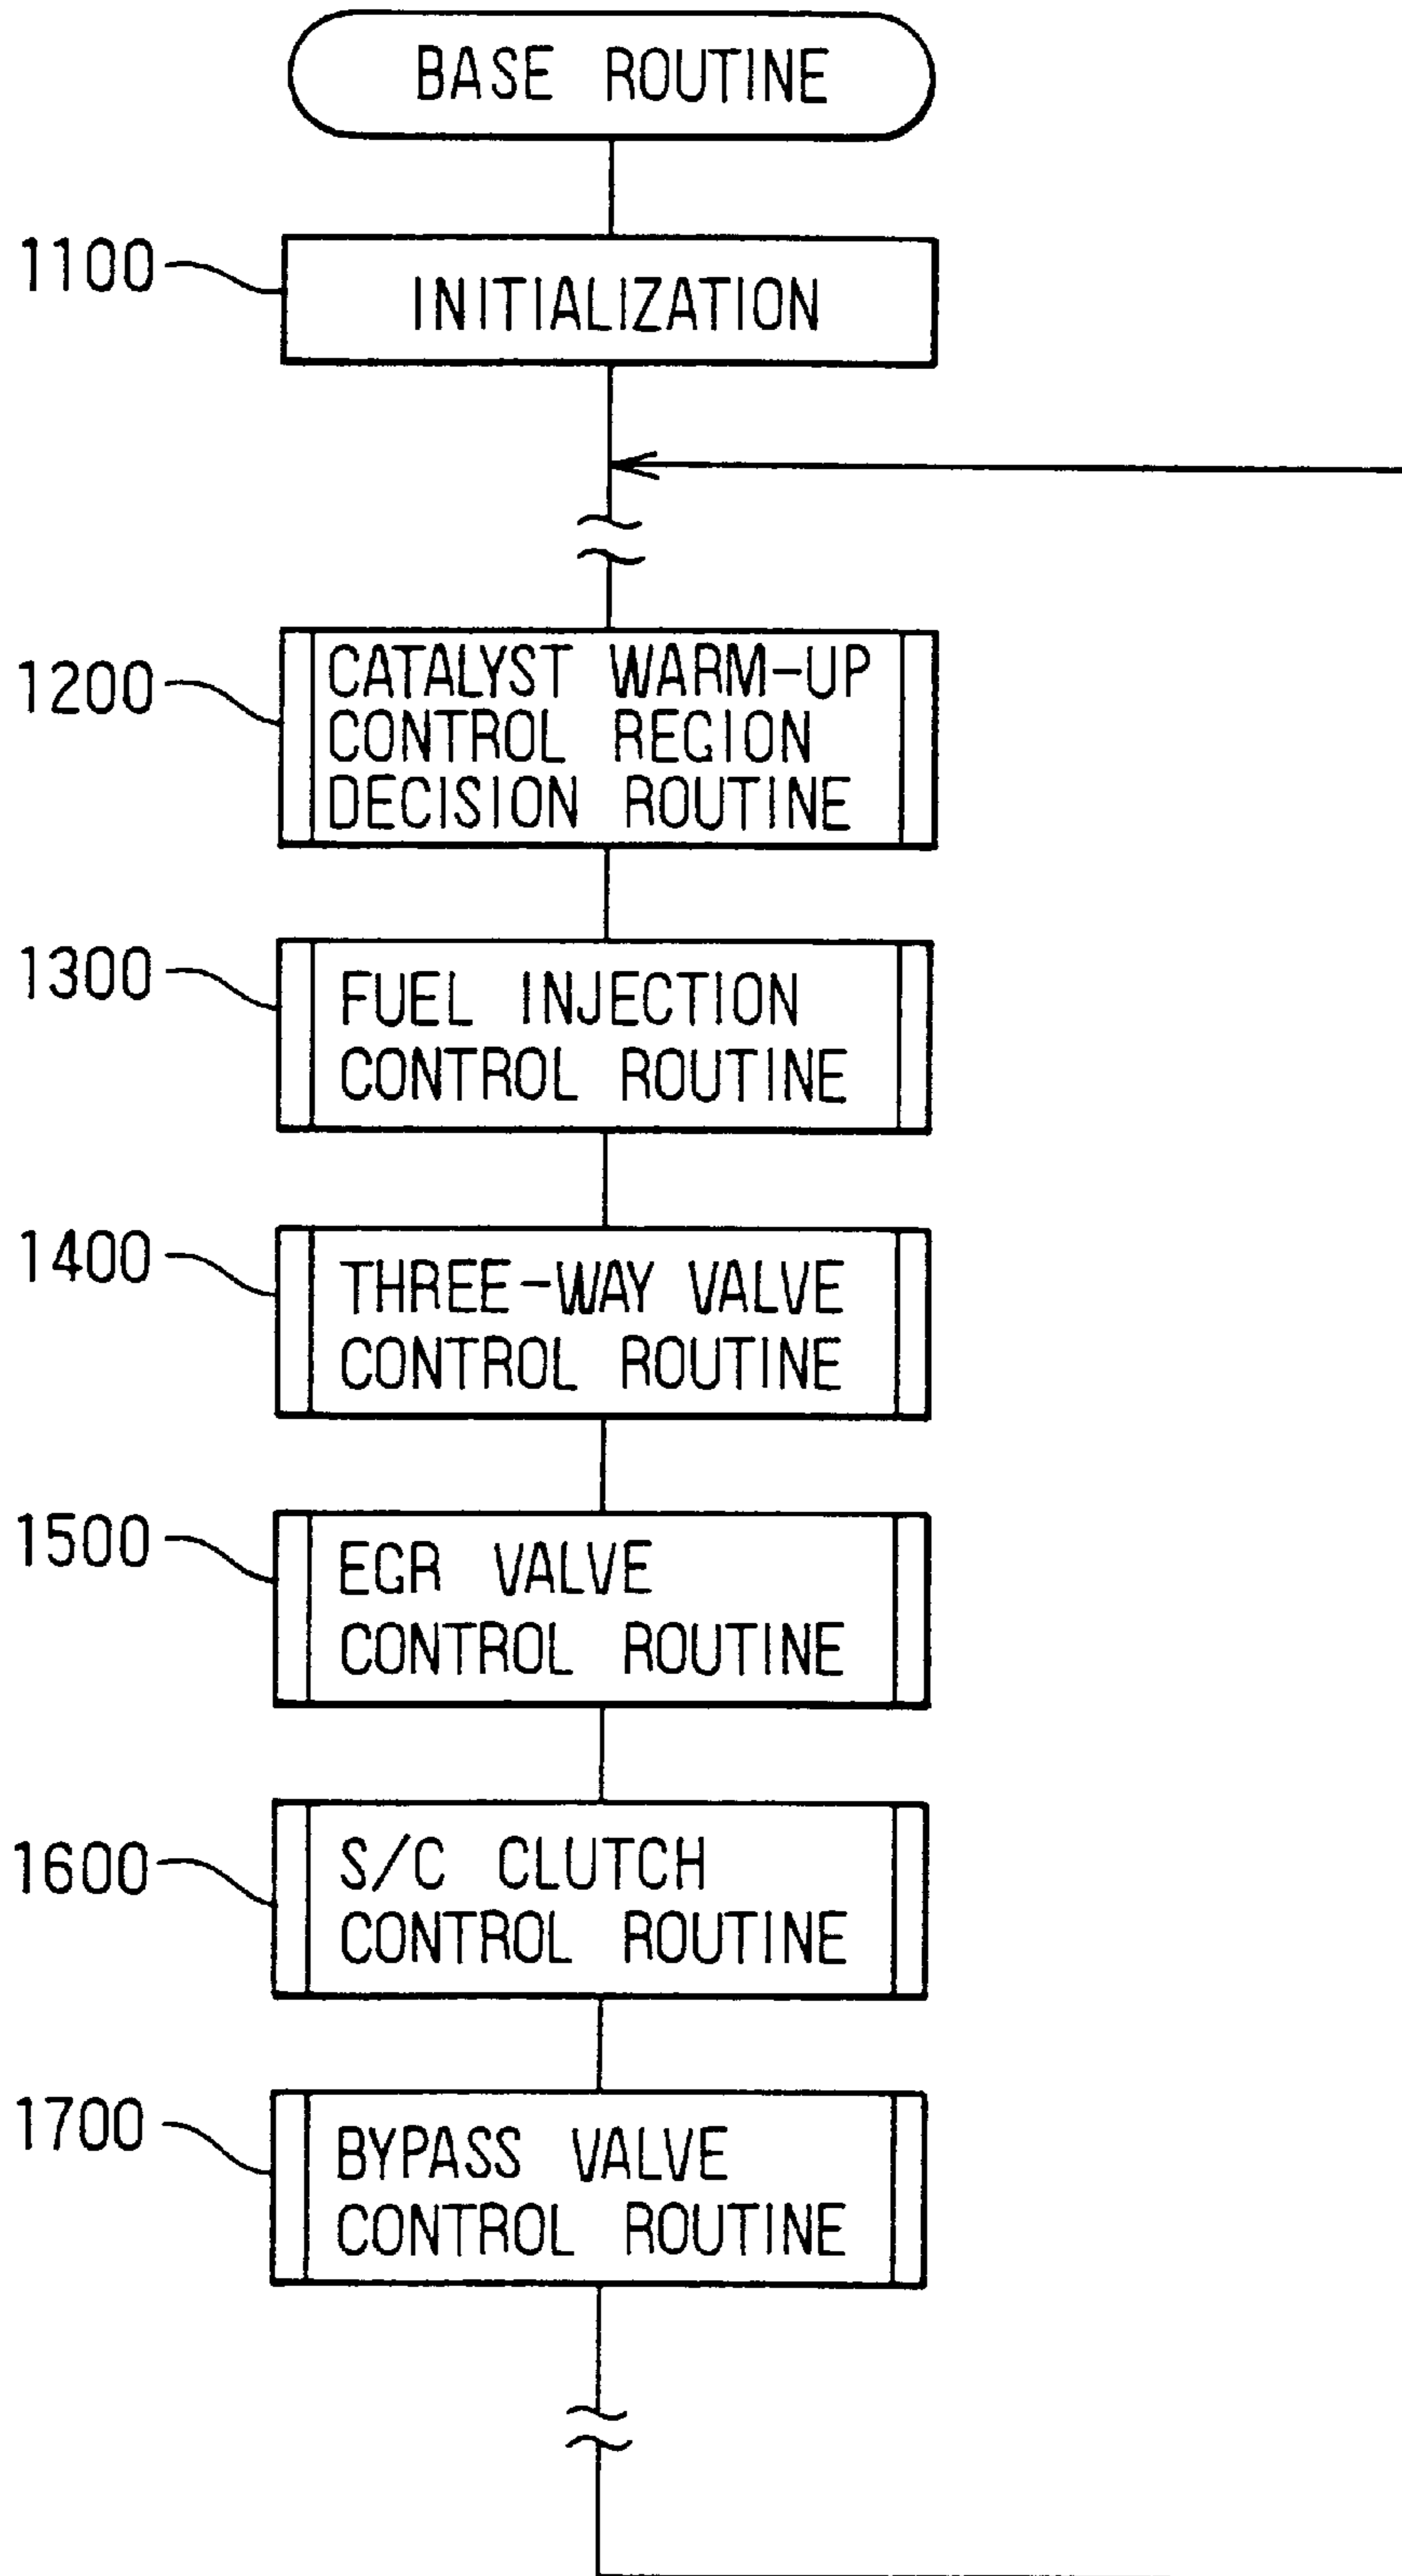 BASE ROUTINE
1100
INITIALIZATION
1200
CATALYST WARM-UP
CONTROL REGION
DECISION ROUTINE
1300
FUEL INJECTION
CONTROL ROUTINE
1400
THREE-WAY VALVE
CONTROL ROUTINE
1500
EGR VALVE
CONTROL ROUTINE
1600
S/C CLUTCH
CONTROL ROUTINE
1700
BYPASS VALVE
CONTROL ROUTINE